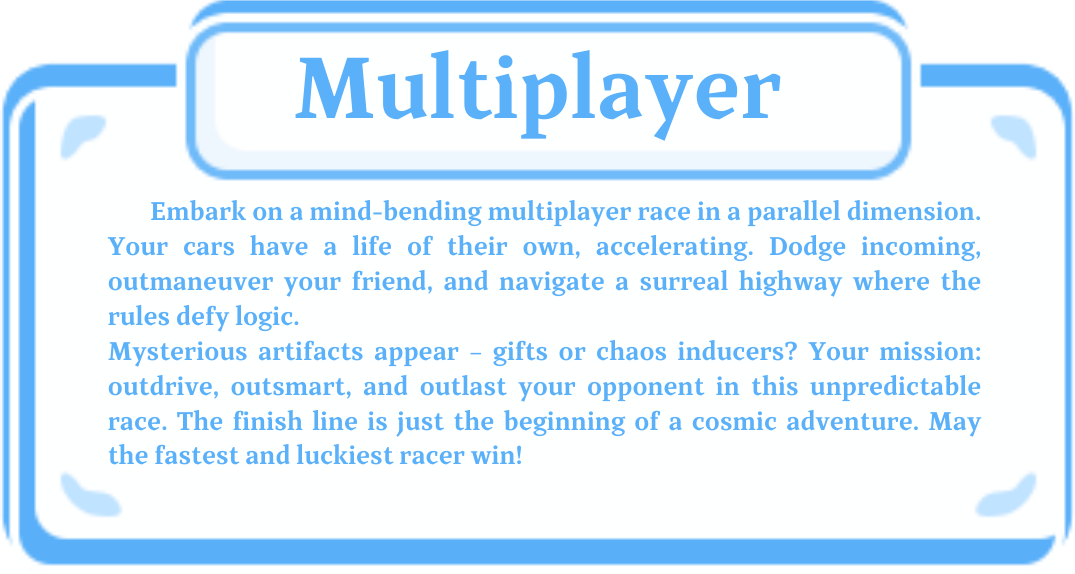 Multiplayer
Embark on a mind-bending multiplayer race in a parallel dimension.
Your cars have a life of their own, accelerating. Dodge incoming,
outmaneuver your friend, and navigate a surreal highway where the
rules defy logic.
Mysterious artifacts appear – gifts or chaos inducers? Your mission:
outdrive, outsmart, and outlast your opponent in this unpredictable
race. The finish line is just the beginning of a cosmic adventure. May
the fastest and luckiest racer win!